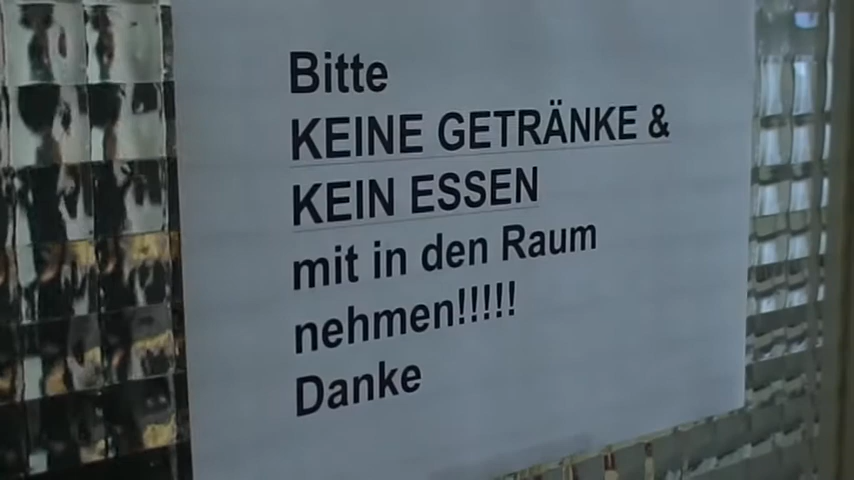 Bitte
KEINE GETRÄNKE &
KEIN ESSEN
mit in den Raum
nehmen!!!!!
Danke